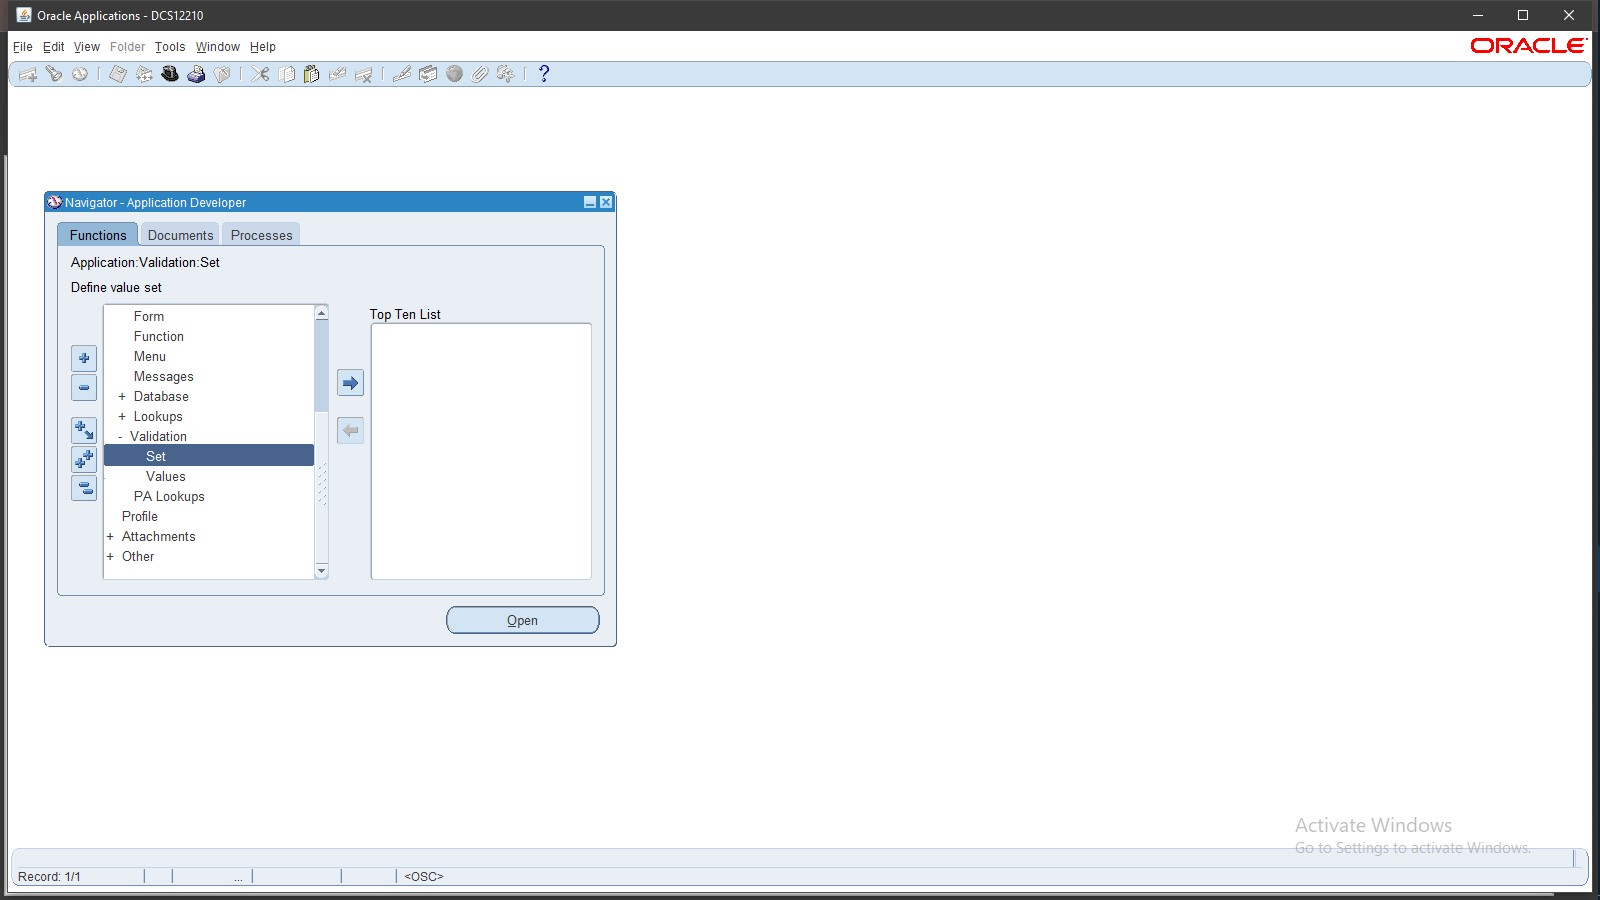 Oracle Applications - DCS12210
File Edit View Folder Tools Window Help
ORACLE
?
Navigator - Application Developer
Functions Documents Processes
Application:Validation:Set
Define value set
Top Ten List
Form
Function
Menu
Messages
+ Database
+ Lookups
- Validation
Set
Values
PA Lookups
Profile
+ Attachments
+ Other
Open
Activate Windows
Go to Settings to activate Windows.
Record: 1/1 ... <OSC>